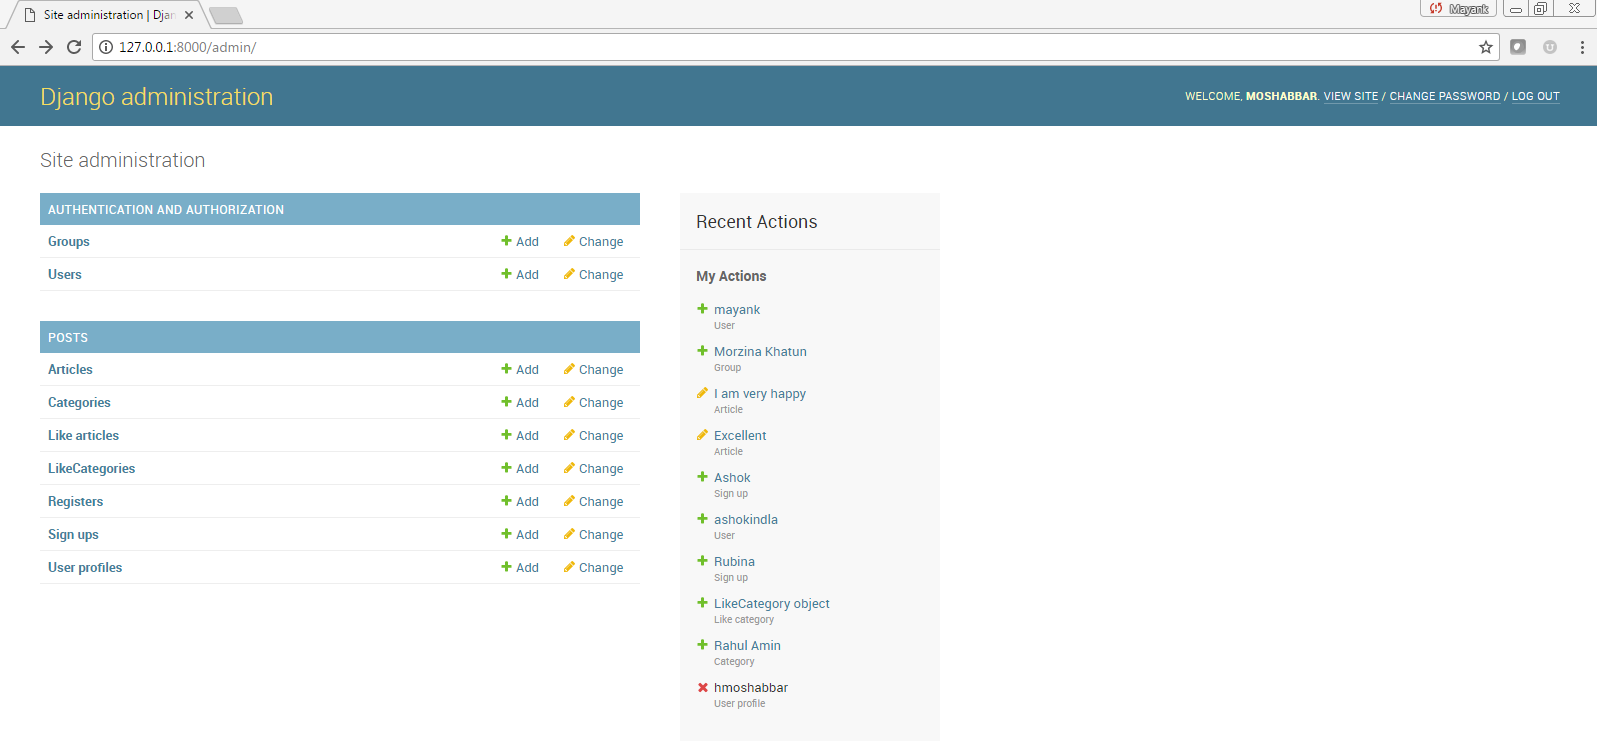 Site administration | Djan
Mayank
127.0.0.1:8000/admin/
Django administration
WELCOME, MOSHABBAR. VIEW SITE / CHANGE PASSWORD / LOG OUT
Site administration
AUTHENTICATION AND AUTHORIZATION
Groups Add Change
Users Add Change
POSTS
Articles Add Change
Categories Add Change
Like articles Add Change
LikeCategories Add Change
Registers Add Change
Sign ups Add Change
User profiles Add Change
Recent Actions
My Actions
mayank
User
Morzina Khatun
Group
I am very happy
Article
Excellent
Article
Ashok
Sign up
ashokindla
User
Rubina
Sign up
LikeCategory object
Like category
Rahul Amin
Category
hmoshabbar
User profile